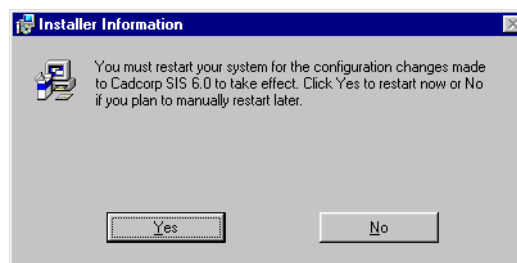 Installer Information
You must restart your system for the configuration changes made
to Cadcorp SIS 6.0 to take effect. Click Yes to restart now or No
if you plan to manually restart later.
Yes
No